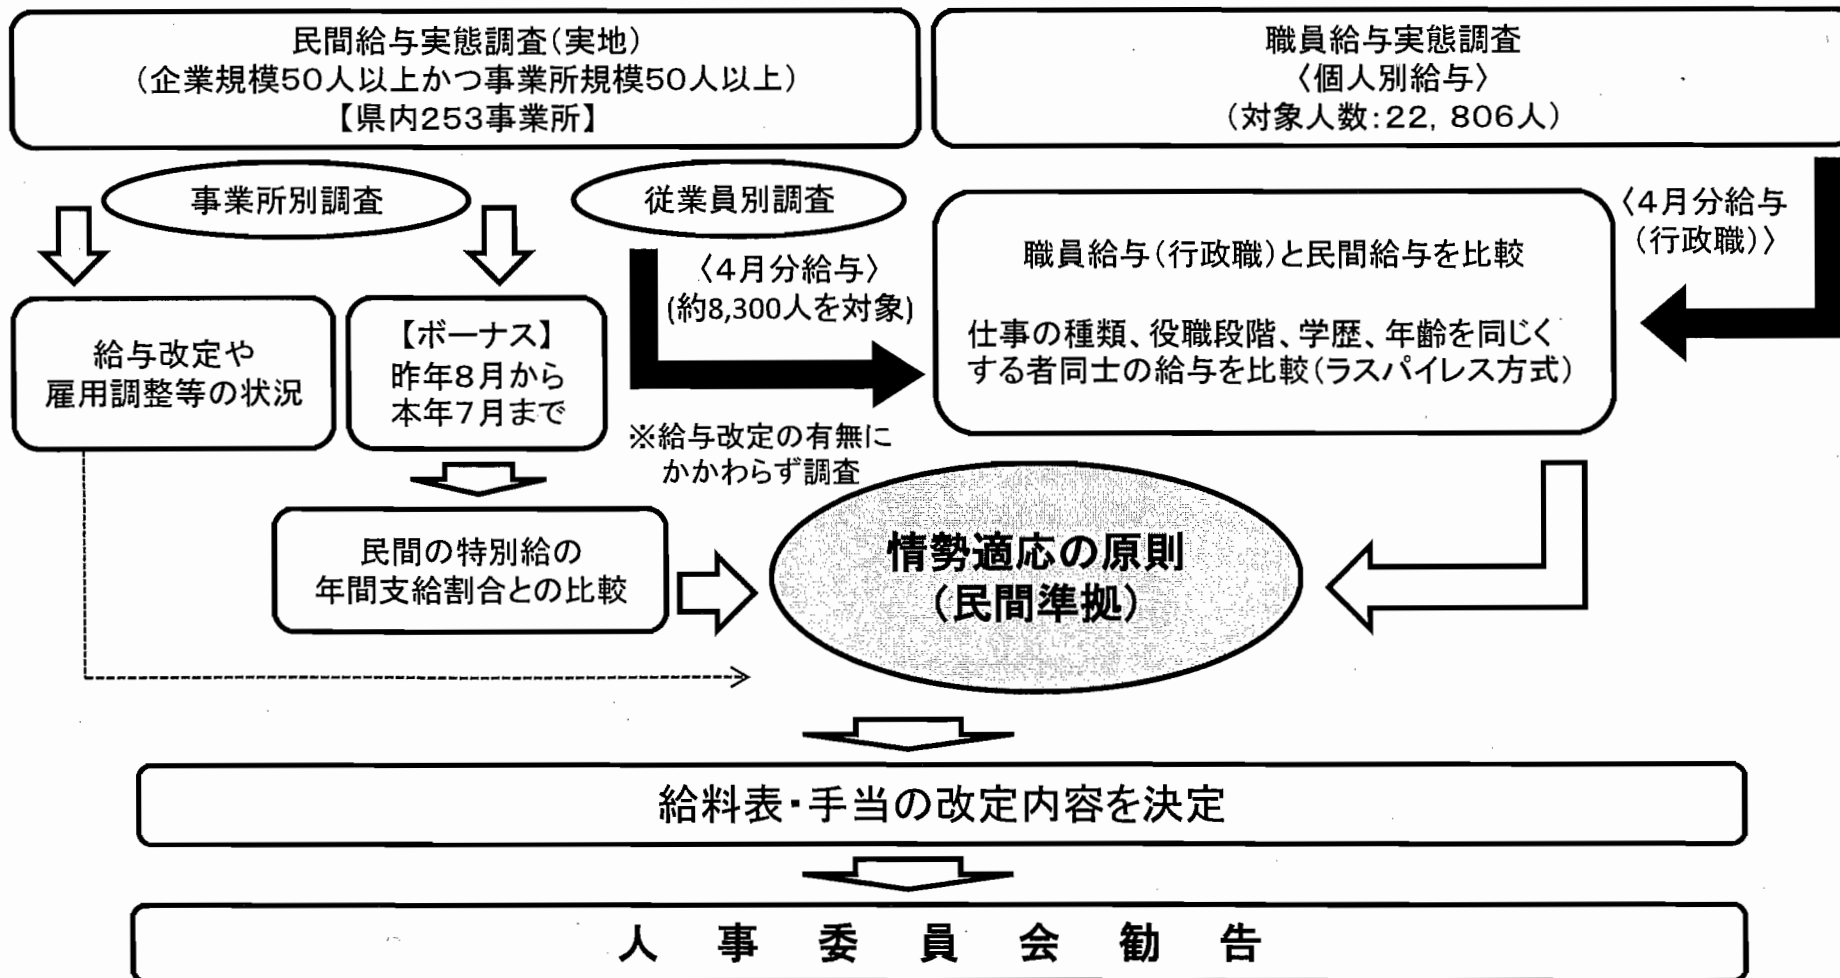 民間給与実態調査(実地)
(企業規模50人以上かつ事業所規模50人以上)
【県内253事業所】
職員給与実態調査
〈個人別給与〉
(対象人数:22,806人)
事業所別調査
従業員別調査
〈4月分給与〉
(約8,300人を対象)
※給与改定の有無に
かかわらず調査
〈4月分給与
(行政職)〉
職員給与(行政職)と民間給与を比較
仕事の種類、役職段階、学歴、年齢を同じく
する者同士の給与を比較(ラスパイレス方式)
給与改定や
雇用調整等の状況
【ボーナス】
昨年8月から
本年7月まで
民間の特別給の
年間支給割合との比較
情勢適応の原則
(民間準拠)
給料表・手当の改定内容を決定
人事委員会勧告